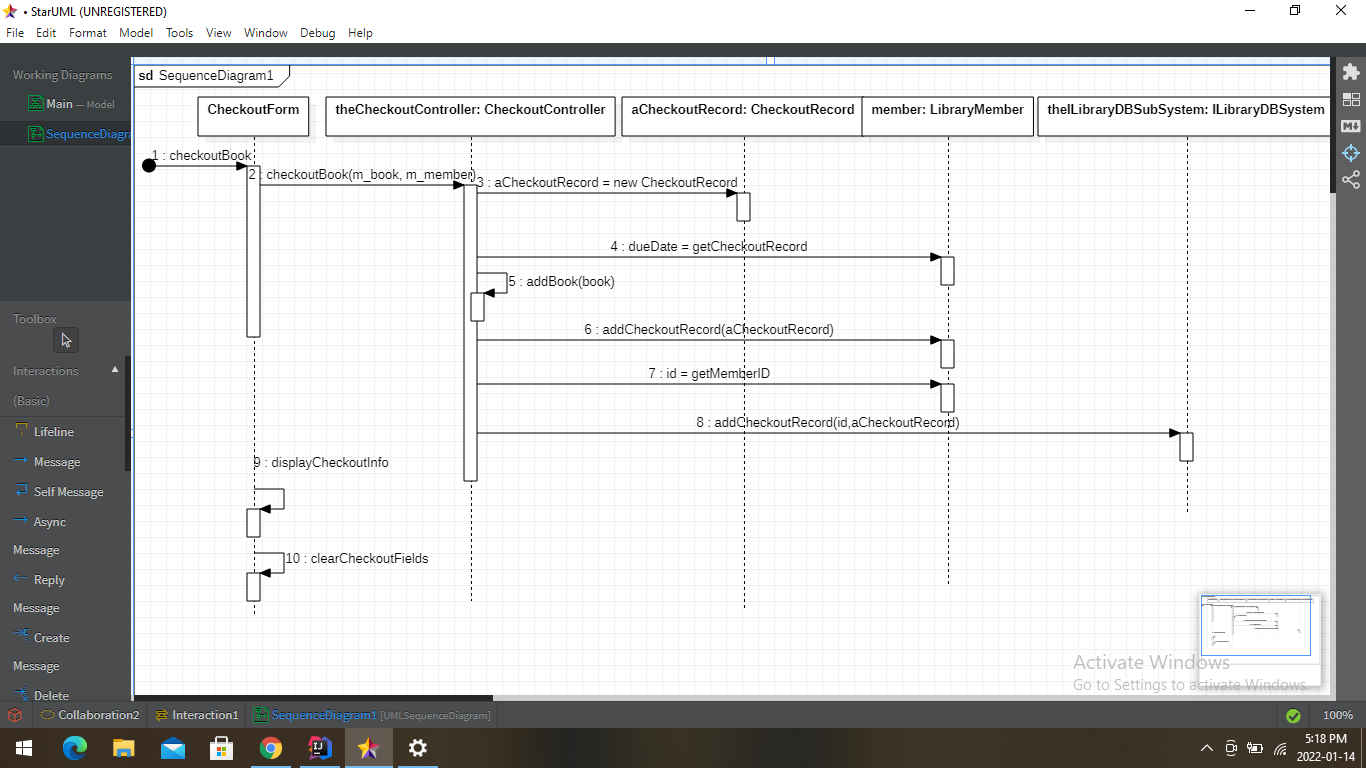 • StarUML (UNREGISTERED)
File Edit Format Model Tools View Window Debug Help
Working Diagrams
Main — Model
SequenceDiagra
Toolbox
Interactions
(Basic)
Lifeline
Message
Self Message
Async
Message
Reply
Message
Create
Message
Delete
sd SequenceDiagram1
CheckoutForm
theCheckoutController: CheckoutController
aCheckoutRecord: CheckoutRecord
member: LibraryMember
theILibraryDBSubSystem: ILibraryDBSystem
1 : checkoutBook
2 : checkoutBook(m_book, m_member)
3 : aCheckoutRecord = new CheckoutRecord
4 : dueDate = getCheckoutRecord
5 : addBook(book)
6 : addCheckoutRecord(aCheckoutRecord)
7 : id = getMemberID
8 : addCheckoutRecord(id,aCheckoutRecord)
9 : displayCheckoutInfo
10 : clearCheckoutFields
M
Activate Windows
Go to Settings to activate Windows.
Collaboration2 Interaction1 SequenceDiagram1 [UMLSequenceDiagram]
100%
5:18 PM
2022-01-14